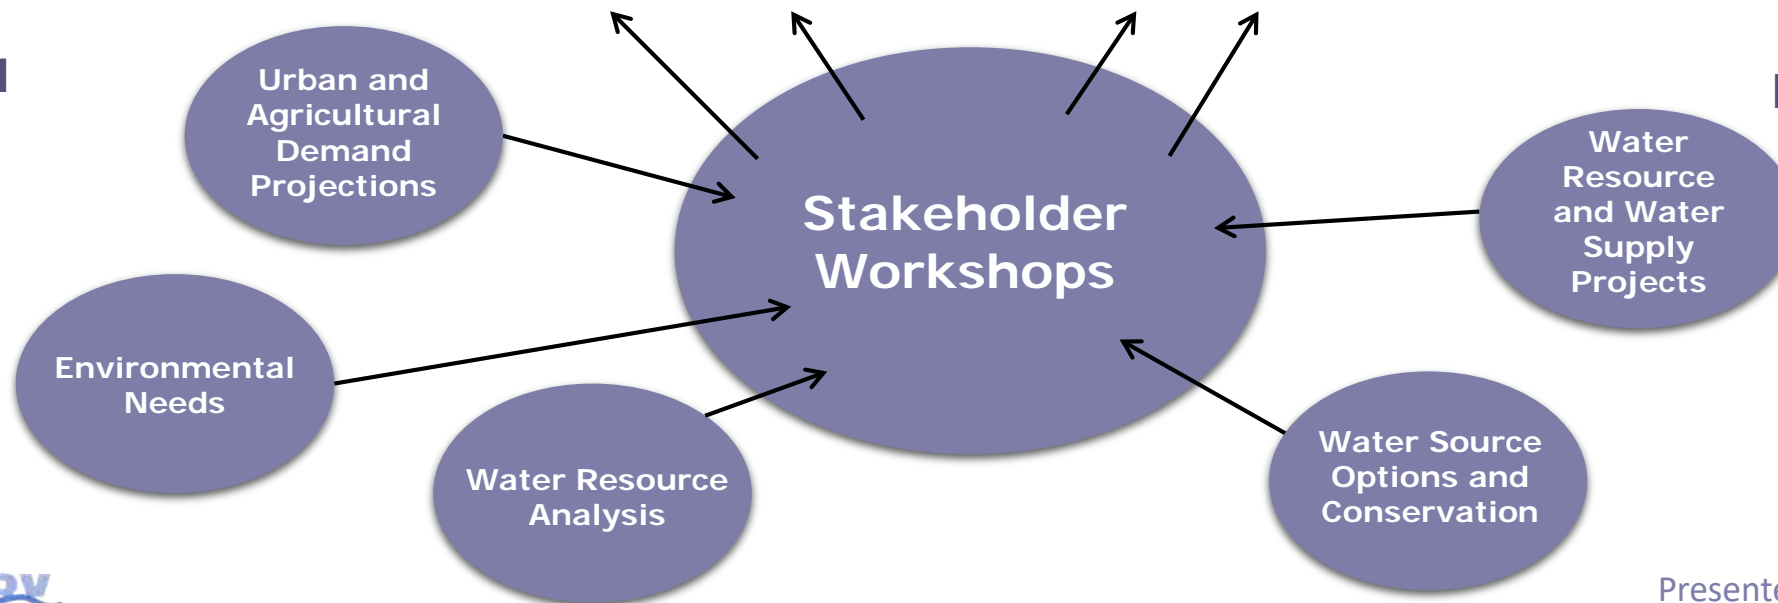 Urban and
Agricultural
Demand
Projections
Stakeholder
Workshops
Water
Resource
and Water
Supply
Projects
Environmental
Needs
Water Resource
Analysis
Water Source
Options and
Conservation